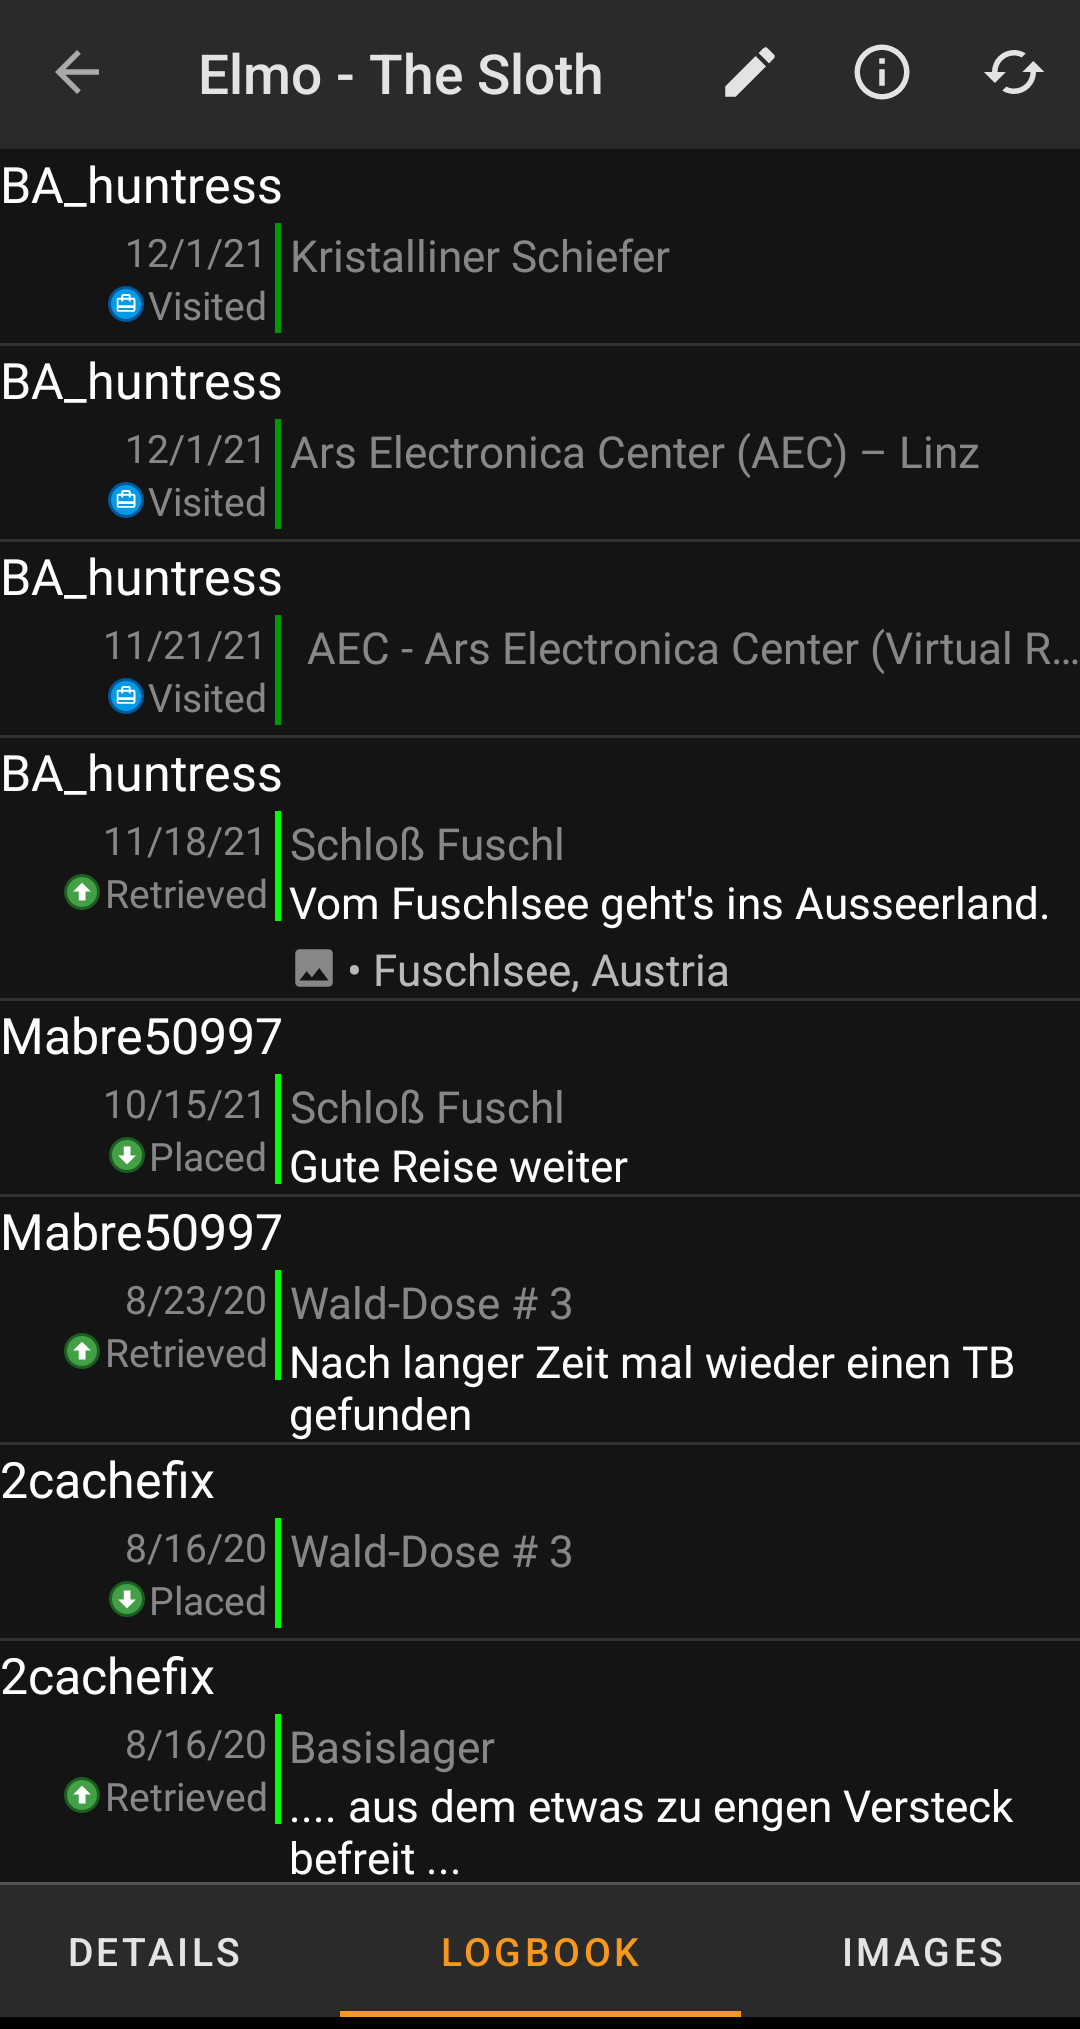 Elmo - The Sloth
BA_huntress
12/1/21
Kristalliner Schiefer
Visited
BA_huntress
12/1/21
Ars Electronica Center (AEC) – Linz
Visited
BA_huntress
11/21/21
AEC - Ars Electronica Center (Virtual R...
Visited
BA_huntress
11/18/21
Schloß Fuschl
Retrieved
Vom Fuschlsee geht's ins Ausseerland.
• Fuschlsee, Austria
Mabre50997
10/15/21
Schloß Fuschl
Placed
Gute Reise weiter
Mabre50997
8/23/20
Wald-Dose # 3
Retrieved
Nach langer Zeit mal wieder einen TB
gefunden
2cachefix
8/16/20
Wald-Dose # 3
Placed
2cachefix
8/16/20
Basislager
Retrieved
.... aus dem etwas zu engen Versteck
befreit ...
DETAILS
LOGBOOK
IMAGES